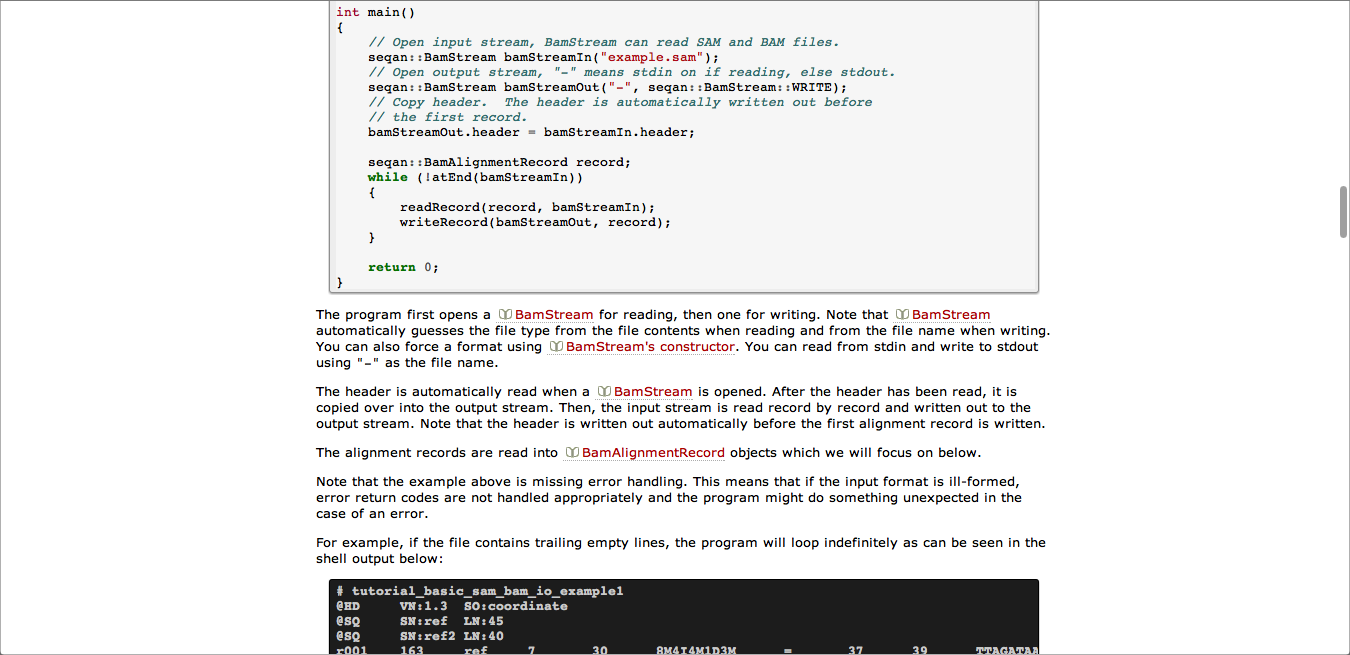 int main()
{
// Open input stream, BamStream can read SAM and BAM files.
seqan::BamStream bamStreamIn("example.sam");
// Open output stream, "-" means stdin on if reading, else stdout.
seqan::BamStream bamStreamOut("-", seqan::BamStream::WRITE);
// Copy header.  The header is automatically written out before
// the first record.
bamStreamOut.header = bamStreamIn.header;
seqan::BamAlignmentRecord record;
while (!atEnd(bamStreamIn))
{
readRecord(record, bamStreamIn);
writeRecord(bamStreamOut, record);
}
return 0;
}
The program first opens a BamStream for reading, then one for writing. Note that BamStream
automatically guesses the file type from the file contents when reading and from the file name when writing.
You can also force a format using BamStream's constructor. You can read from stdin and write to stdout
using "-" as the file name.
The header is automatically read when a BamStream is opened. After the header has been read, it is
copied over into the output stream. Then, the input stream is read record by record and written out to the
output stream. Note that the header is written out automatically before the first alignment record is written.
The alignment records are read into BamAlignmentRecord objects which we will focus on below.
Note that the example above is missing error handling. This means that if the input format is ill-formed,
error return codes are not handled appropriately and the program might do something unexpected in the
case of an error.
For example, if the file contains trailing empty lines, the program will loop indefinitely as can be seen in the
shell output below:
# tutorial_basic_sam_bam_io_example1
@HD VN:1.3 SO:coordinate
@SQ SN:ref LN:45
@SQ SN:ref2 LN:40
r001 163 ref 7 30 8M4I4M1D3M = 37 39 TTAGATAA